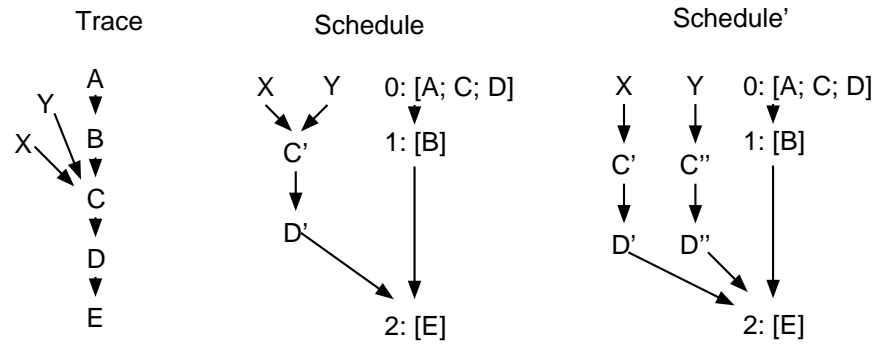 Trace
A
Y
X
B
C
D
E
Schedule
X Y 0: [A; C; D]
C' 1: [B]
D'
2: [E]
Schedule'
X Y 0: [A; C; D]
1: [B]
C' C''
D' D''
2: [E]